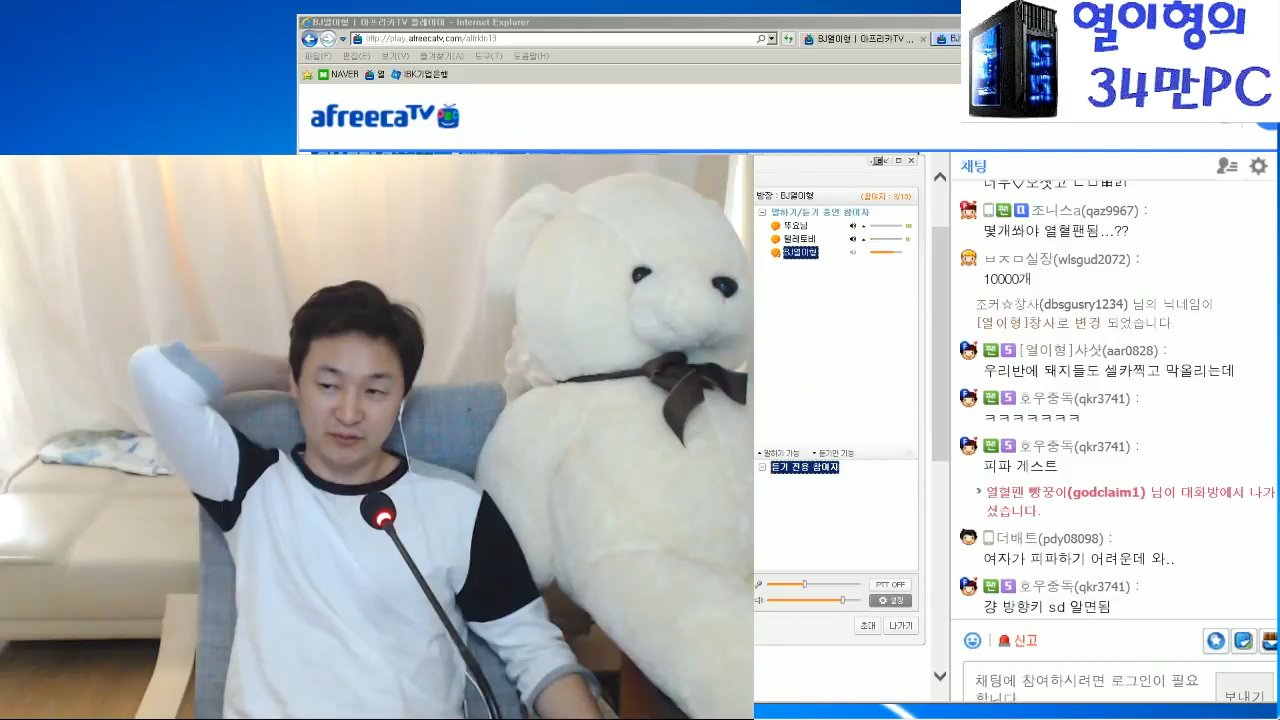 BJ열이형 | 아프리카TV 플레이어 - Internet Explorer
http://play.afreecatv.com/alfrkfo13
BJ열이형 | 아프리카TV ...
파일(F) 편집(E) 보기(V) 즐겨찾기(A) 도구(T) 도움말(H)
NAVER 열 IBK기업은행
afreecaTV
열이형의
34만PC
방장 : BJ열이형
(참여자 : 3/10)
말하기/듣기 중인 참여자
뚜요님
텔레토비
BJ열이형
말하기 가능 듣기만 가능
듣기 전용 참여자
PTT OFF
설정
초대 나가기
채팅
조니스a(qaz9967) :
몇개쏴야 열혈팬됨...??
ㅂㅈㅁ실장(wlsgud2072) :
10000개
조커☆창사(dbsgusry1234) 님의 닉네임이
[열이형]창사로 변경 되었습니다.
팬 S [열이형]샤샷(aar0828) :
우리반에 돼지들도 셀카찍고 막올리는데
팬 S 호우중독(qkr3741) :
ㅋㅋㅋㅋㅋㅋㅋ
팬 S 호우중독(qkr3741) :
피파 게스트
열혈팬 빵꿍이(godclaim1) 님이 대화방에서 나가
셨습니다.
더배트(pdy08098) :
여자가 피파하기 어려운데 와..
팬 S 호우중독(qkr3741) :
걍 방향키 sd 알면됨
신고
채팅에 참여하시려면 로그인이 필요
합니다.
보내기